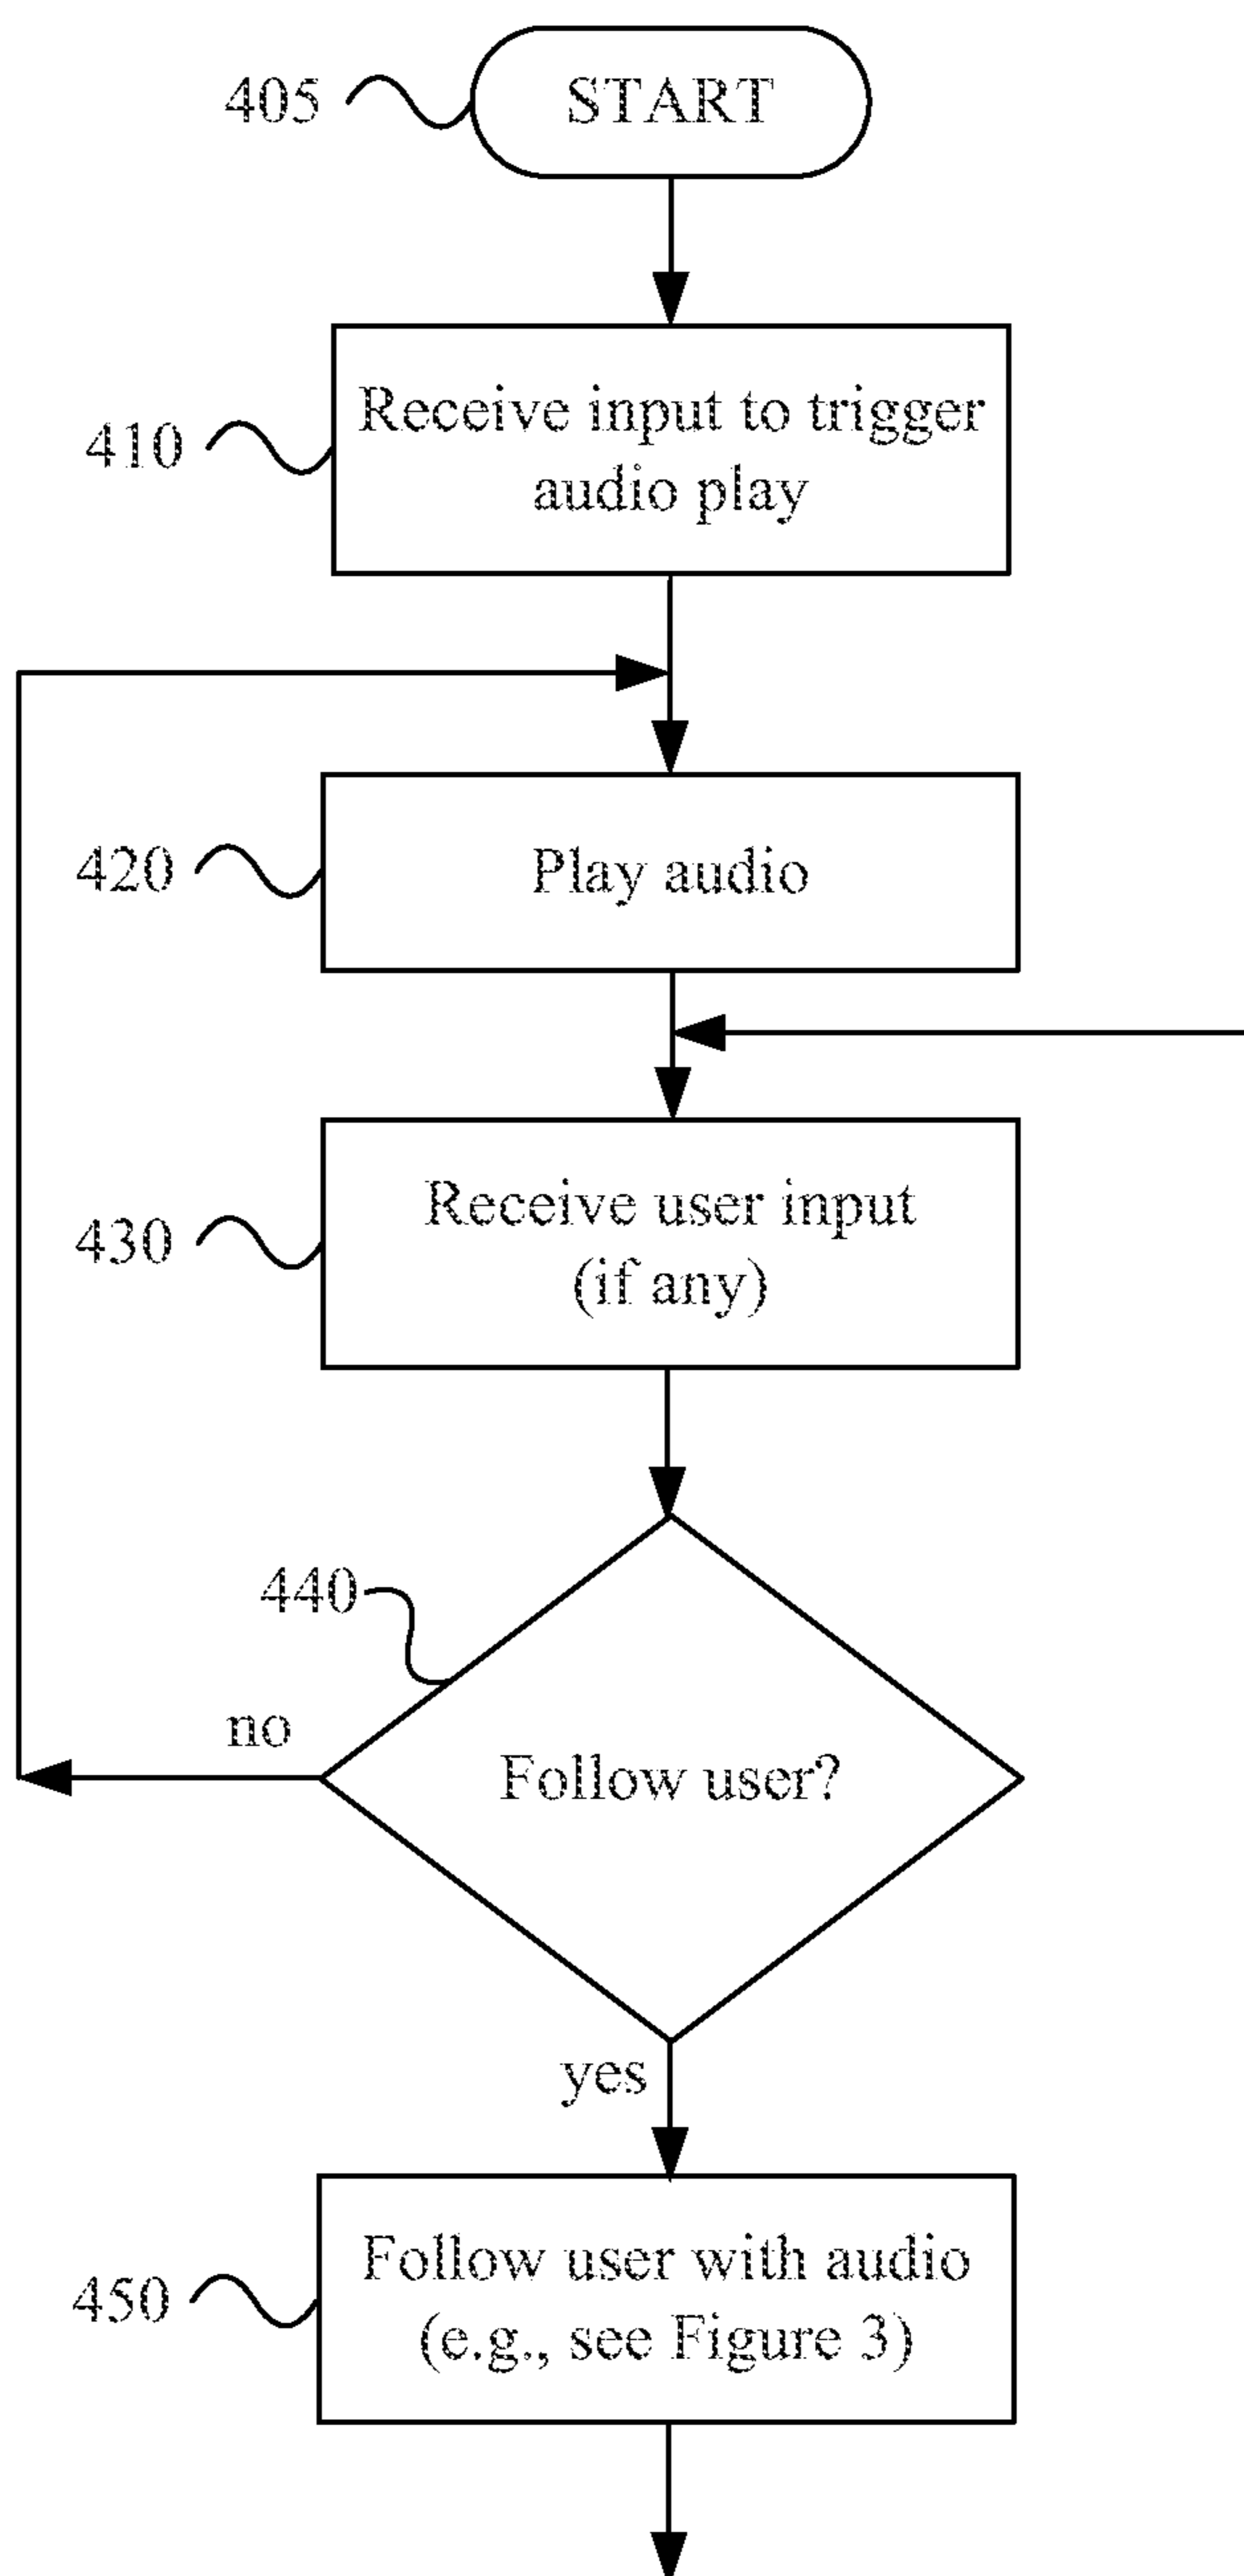 405
START
410
Receive input to trigger
audio play
420
Play audio
430
Receive user input
(if any)
440
no
Follow user?
yes
450
Follow user with audio
(e.g., see Figure 3)